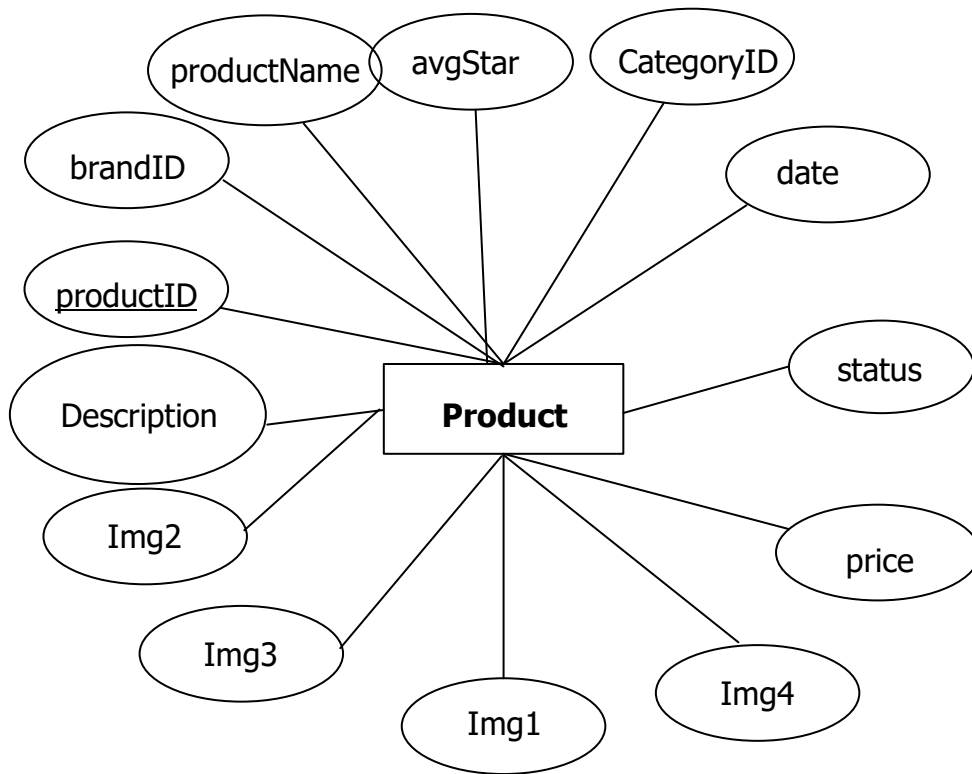 productName
avgStar
CategoryID
brandID
date
productID
status
Description
Product
Img2
price
Img3
Img4
Img1